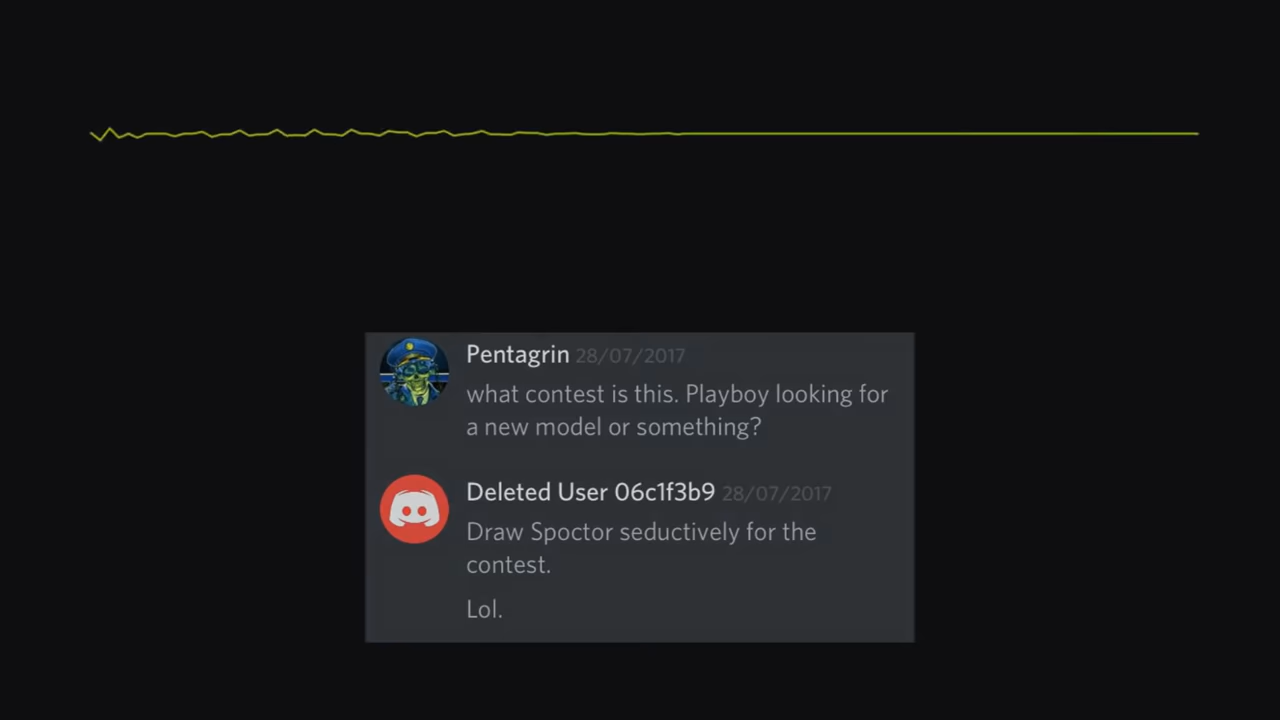 Pentagrin 28/07/2017
what contest is this. Playboy looking for
a new model or something?
Deleted User 06c1f3b9 28/07/2017
Draw Spoctor seductively for the
contest.
Lol.